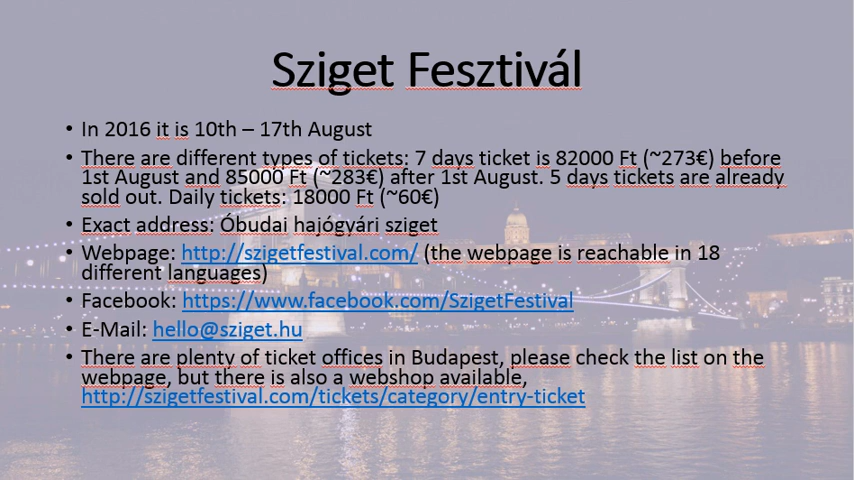 Sziget Fesztivál
• In 2016 it is 10th – 17th August
• There are different types of tickets: 7 days ticket is 82000 Ft (~273€) before
1st August and 85000 Ft (~283€) after 1st August. 5 days tickets are already
sold out. Daily tickets: 18000 Ft (~60€)
• Exact address: Óbudai hajógyári sziget
• Webpage: http://szigetfestival.com/ (the webpage is reachable in 18
different languages)
• Facebook: https://www.facebook.com/SzigetFestival
• E-Mail: hello@sziget.hu
• There are plenty of ticket offices in Budapest, please check the list on the
webpage, but there is also a webshop available,
http://szigetfestival.com/tickets/category/entry-ticket